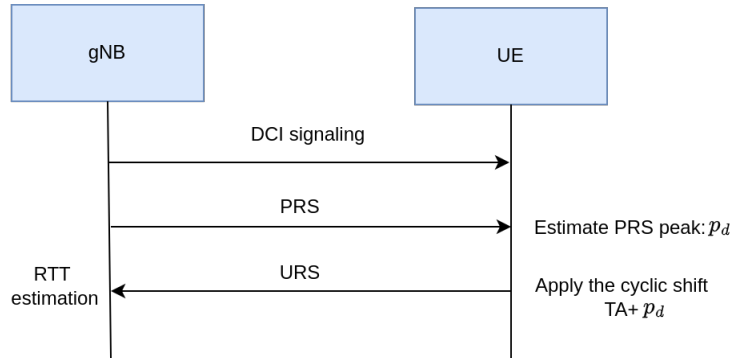 gNB
UE
DCI signaling
PRS
Estimate PRS peak: p_d
URS
RTT
estimation
Apply the cyclic shift
TA+ p_d